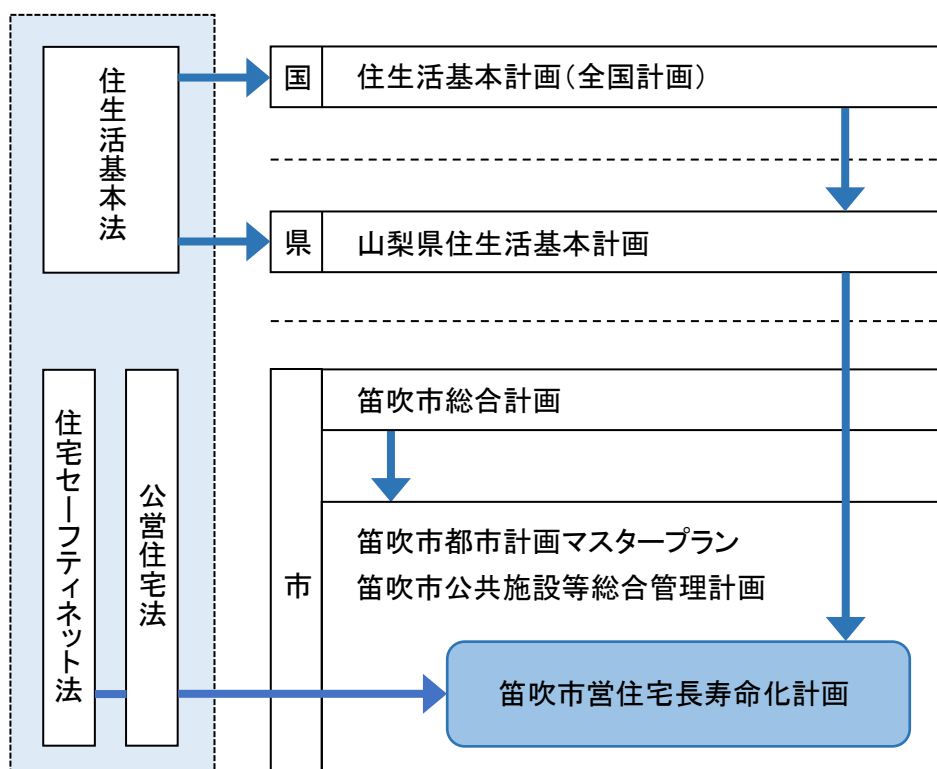 住生活基本法
国
住生活基本計画（全国計画）
県
山梨県住生活基本計画
住宅セーフティネット法
公営住宅法
市
笛吹市総合計画
笛吹市都市計画マスタープラン
笛吹市公共施設等総合管理計画
笛吹市営住宅長寿命化計画